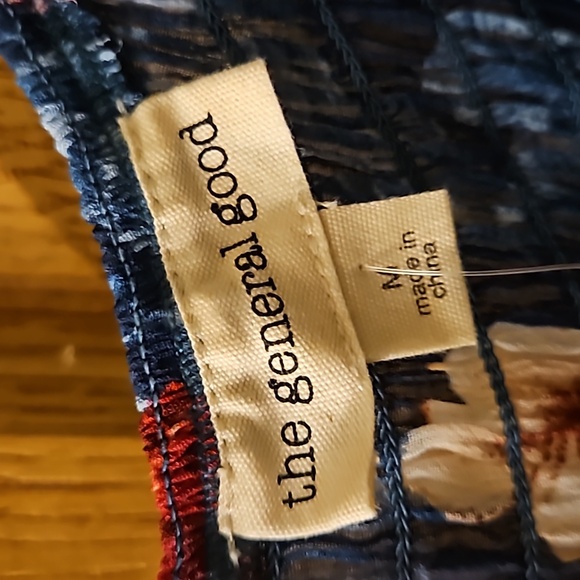 the general good
M
made in
china